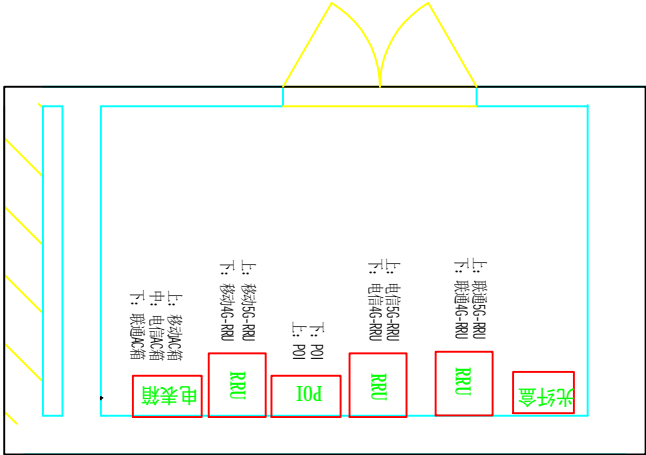 上: 移动AC箱
中: 电信AC箱
下: 联通AC箱
上: 移动5G-RRU
下: 移动4G-RRU
下: POI
上: POI
上: 电信5G-RRU
下: 电信4G-RRU
上: 联通5G-RRU
下: 联通4G-RRU
电表箱
RRU
POI
RRU
RRU
光纤盒